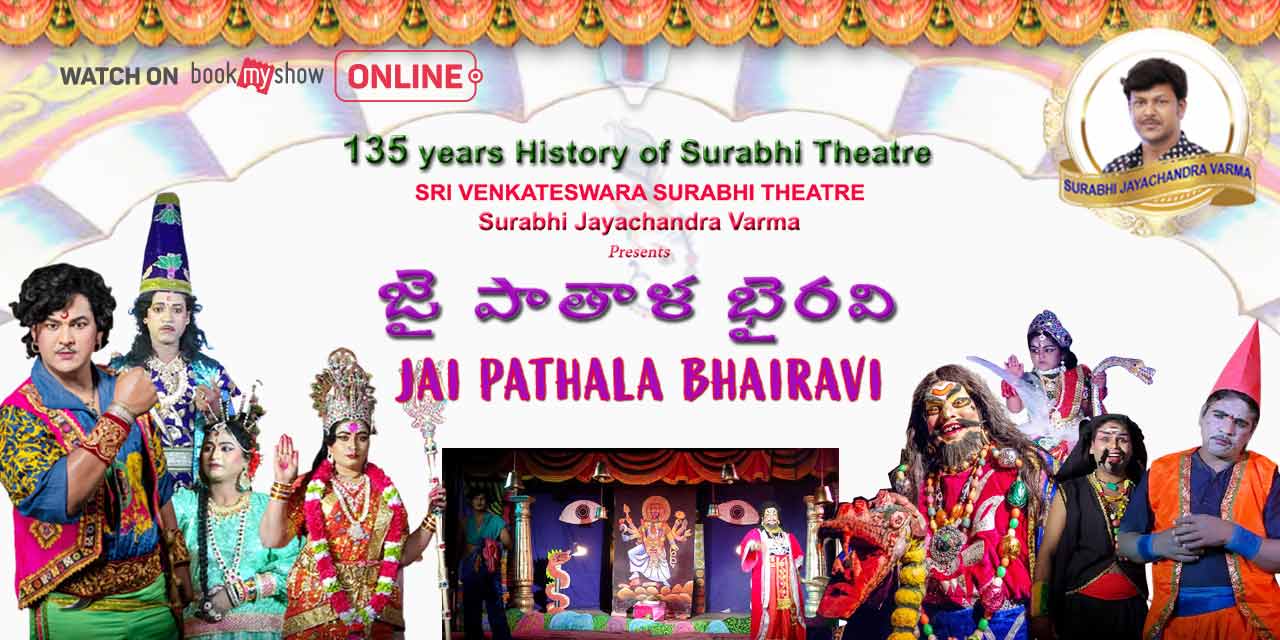 WATCH ON bookmyshow ONLINE
135 years History of Surabhi Theatre
SRI VENKATESWARA SURABHI THEATRE
Surabhi Jayachandra Varma
Presents
జై పాతాళ భైరవి
JAI PATHALA BHAIRAVI
SURABHI JAYACHANDRA VARMA